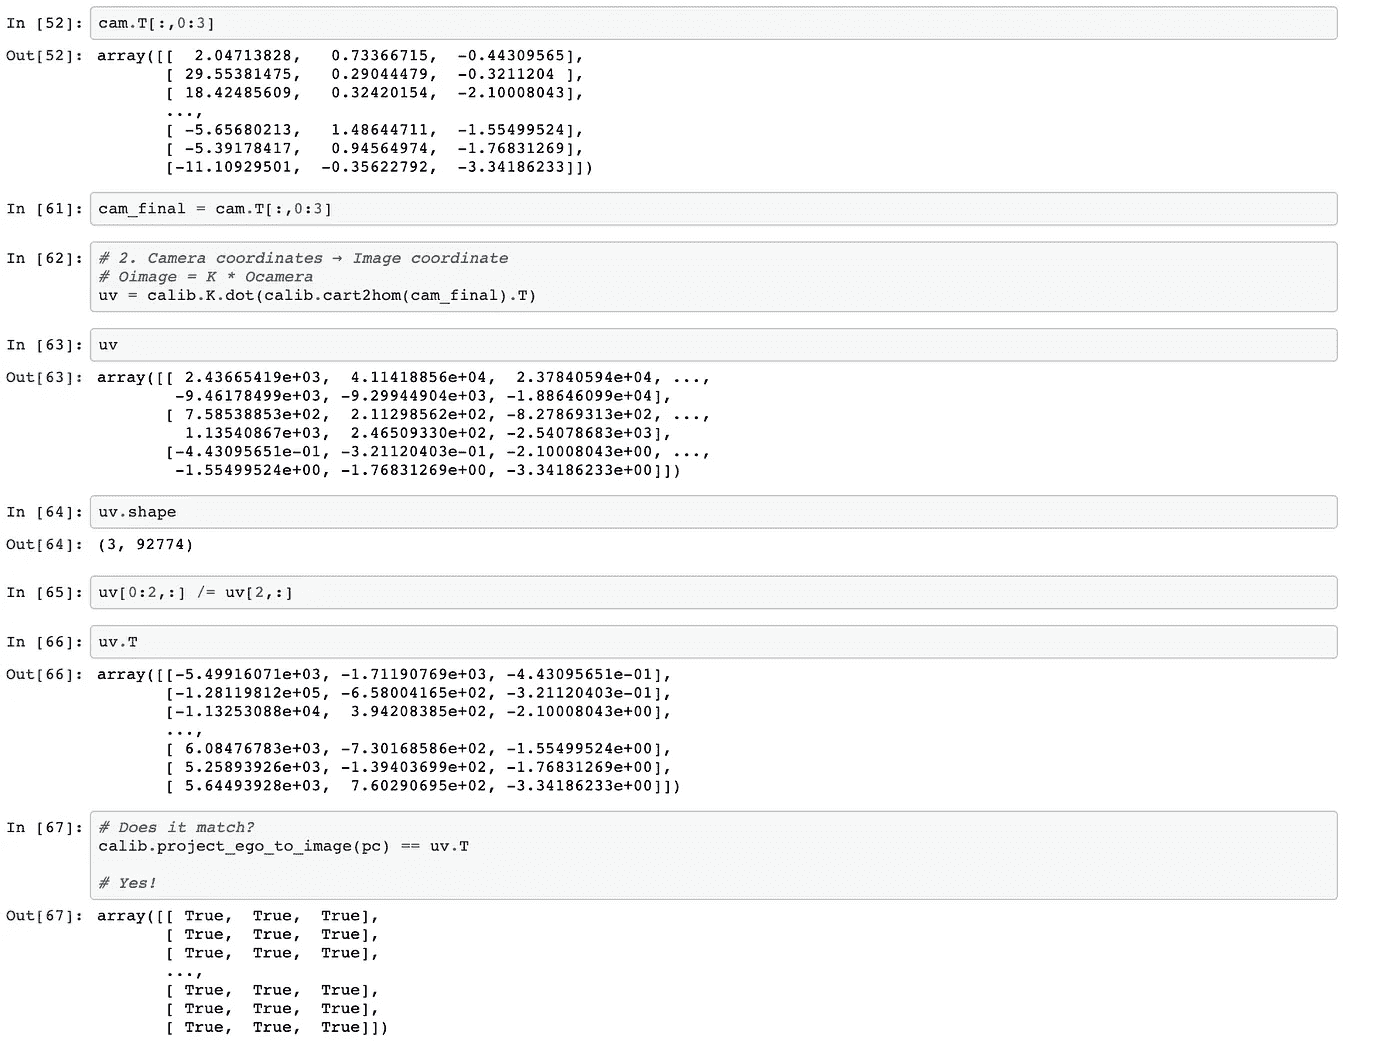 In [52]: cam.T[:,0:3]
Out[52]: array([[  2.04713828,   0.73366715,  -0.44309565],
[ 29.55381475,   0.29044479,  -0.3211204 ],
[ 18.42485609,   0.32420154,  -2.10008043],
...,
[ -5.65680213,   1.48644711,  -1.55499524],
[ -5.39178417,   0.94564974,  -1.76831269],
[-11.10929501,  -0.35622792,  -3.34186233]])
In [61]: cam_final = cam.T[:,0:3]
In [62]: # 2. Camera coordinates → Image coordinate
# Oimage = K * Ocamera
uv = calib.K.dot(calib.cart2hom(cam_final).T)
In [63]: uv
Out[63]: array([[ 2.43665419e+03,  4.11418856e+04,  2.37840594e+04, ...,
-9.46178499e+03, -9.29944904e+03, -1.88646099e+04],
[ 7.58538853e+02,  2.11298562e+02, -8.27869313e+02, ...,
1.13540867e+03,  2.46509330e+02, -2.54078683e+03],
[-4.43095651e-01, -3.21120403e-01, -2.10008043e+00, ...,
-1.55499524e+00, -1.76831269e+00, -3.34186233e+00]])
In [64]: uv.shape
Out[64]: (3, 92774)
In [65]: uv[0:2,:] /= uv[2,:]
In [66]: uv.T
Out[66]: array([[-5.49916071e+03, -1.71190769e+03, -4.43095651e-01],
[-1.28119812e+05, -6.58004165e+02, -3.21120403e-01],
[-1.13253088e+04,  3.94208385e+02, -2.10008043e+00],
...,
[ 6.08476783e+03, -7.30168586e+02, -1.55499524e+00],
[ 5.25893926e+03, -1.39403699e+02, -1.76831269e+00],
[ 5.64493928e+03,  7.60290695e+02, -3.34186233e+00]])
In [67]: # Does it match?
calib.project_ego_to_image(pc) == uv.T
# Yes!
Out[67]: array([[ True,  True,  True],
[ True,  True,  True],
[ True,  True,  True],
...,
[ True,  True,  True],
[ True,  True,  True],
[ True,  True,  True]])